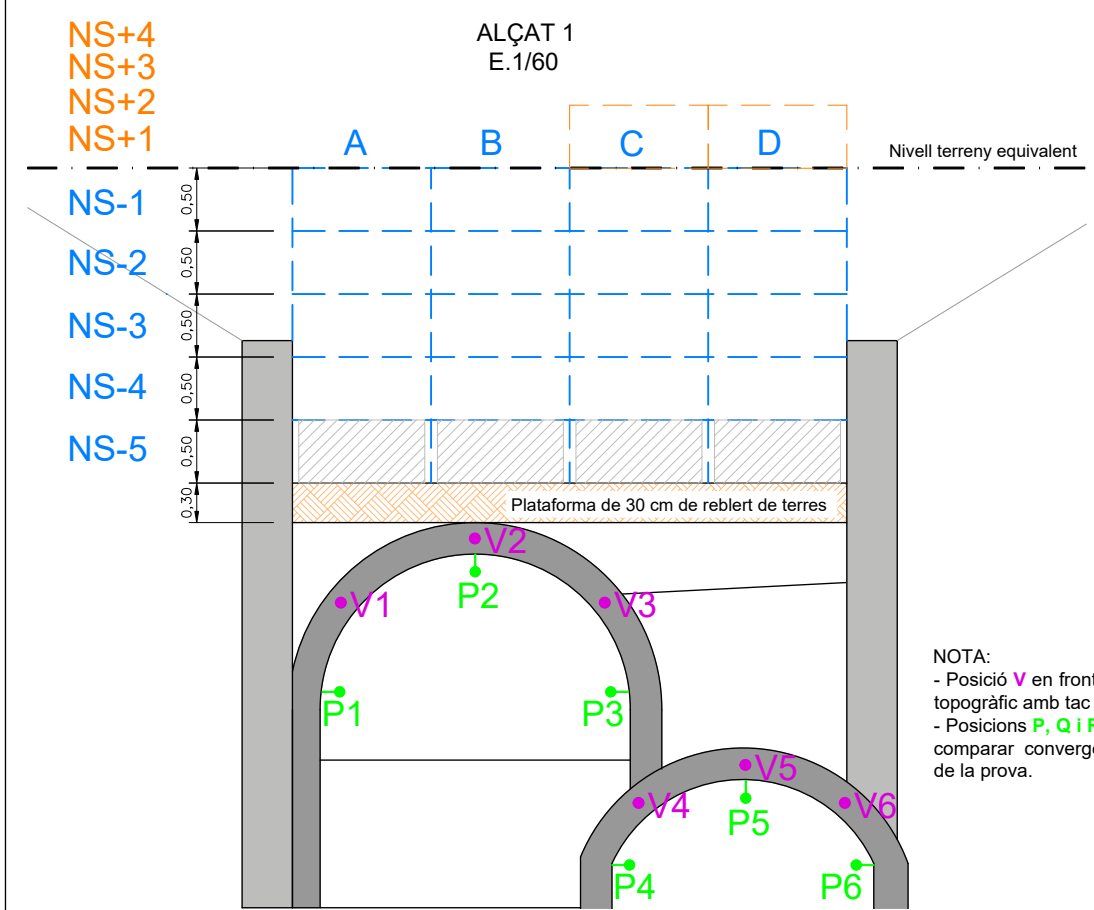 ALÇAT 1
E.1/60
NS+4
NS+3
NS+2
NS+1
A
B
C
D
Nivell terreny equivalent
NS-1
0,50
NS-2
0,50
NS-3
0,50
NS-4
0,50
NS-5
0,50
0,30
Plataforma de 30 cm de reblert de terres
V2
P2
V1
V3
P1
P3
NOTA:
- Posició V en front
topogràfic amb tac
- Posicions P, Q i
comparar
de la prova.
V5
V4
V6
P5
P4
P6